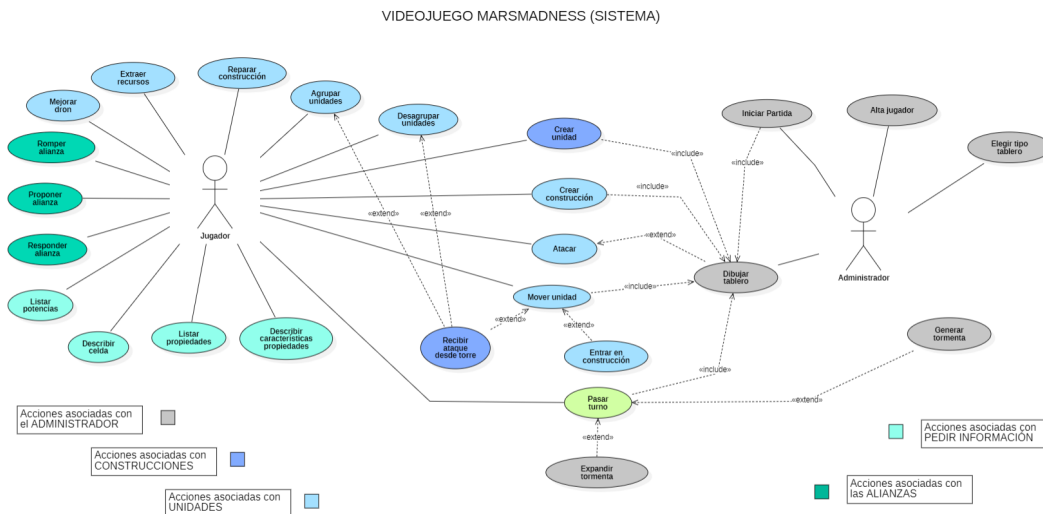 VIDEOJUEGO MARSMADNESS (SISTEMA)
Extraer
recursos
Reparar
construcción
Agrupar
unidades
Mejorar
dron
Desagrupar
unidades
Iniciar Partida
Alta jugador
Crear
unidad
Romper
alianza
Elegir tipo
tablero
«include»
«include»
Proponer
alianza
Crear
construcción
«include»
«extend»
«extend»
Jugador
Responder
alianza
Atacar
«extend»
Dibujar
tablero
Administrador
«include»
Mover unidad
Listar
potencias
«extend»
«extend»
Describir
celda
Listar
propiedades
Describir
características
propiedades
Recibir
ataque
desde torre
Entrar en
construcción
Generar
tormenta
«include»
Pasar
turno
«extend»
«extend»
Expandir
tormenta
Acciones asociadas con
el ADMINISTRADOR
Acciones asociadas con
PEDIR INFORMACIÓN
Acciones asociadas con
CONSTRUCCIONES
Acciones asociadas con
las ALIANZAS
Acciones asociadas con
UNIDADES